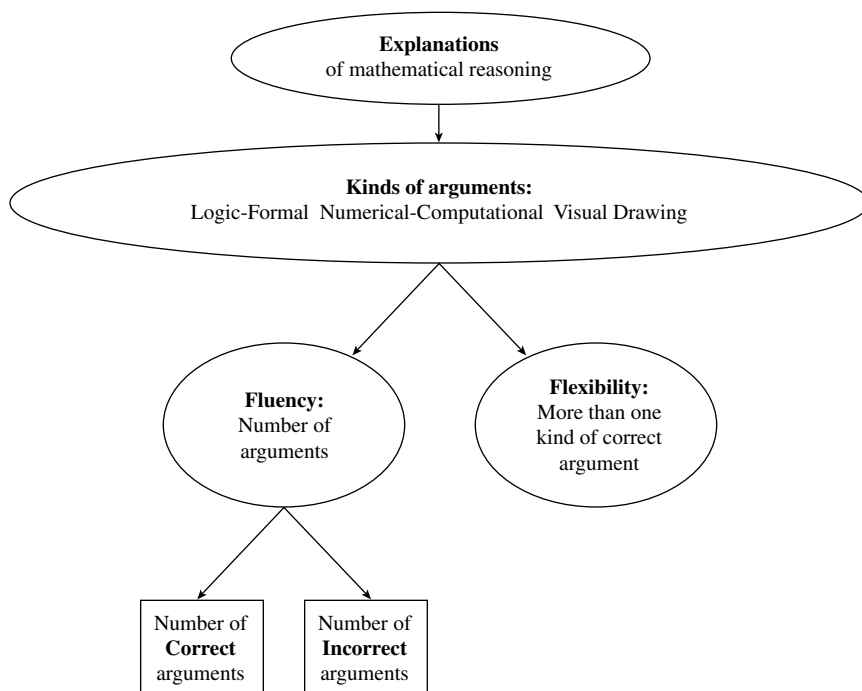 Explanations
of mathematical reasoning
Kinds of arguments:
Logic-Formal Numerical-Computational Visual Drawing
Fluency:
Number of
arguments
Flexibility:
More than one
kind of correct
argument
Number of
Correct
arguments
Number of
Incorrect
arguments